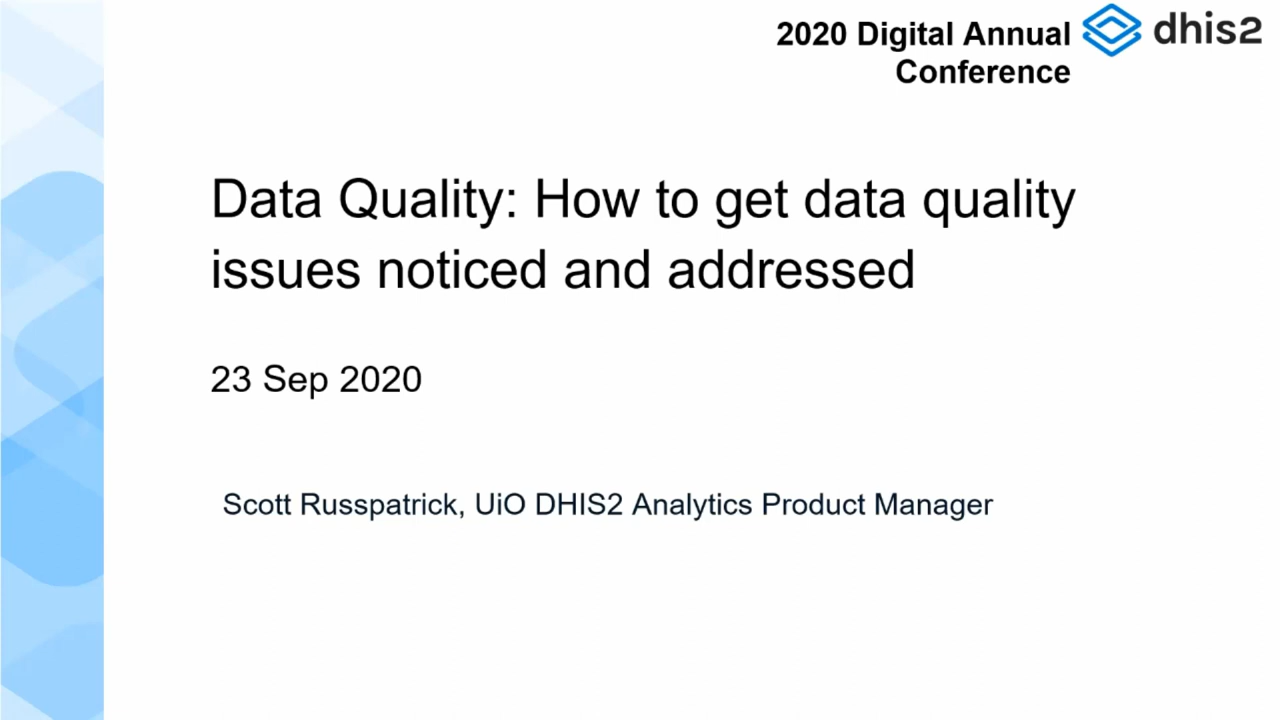 2020 Digital Annual
Conference
dhis2
Data Quality: How to get data quality
issues noticed and addressed
23 Sep 2020
Scott Russpatrick, UiO DHIS2 Analytics Product Manager